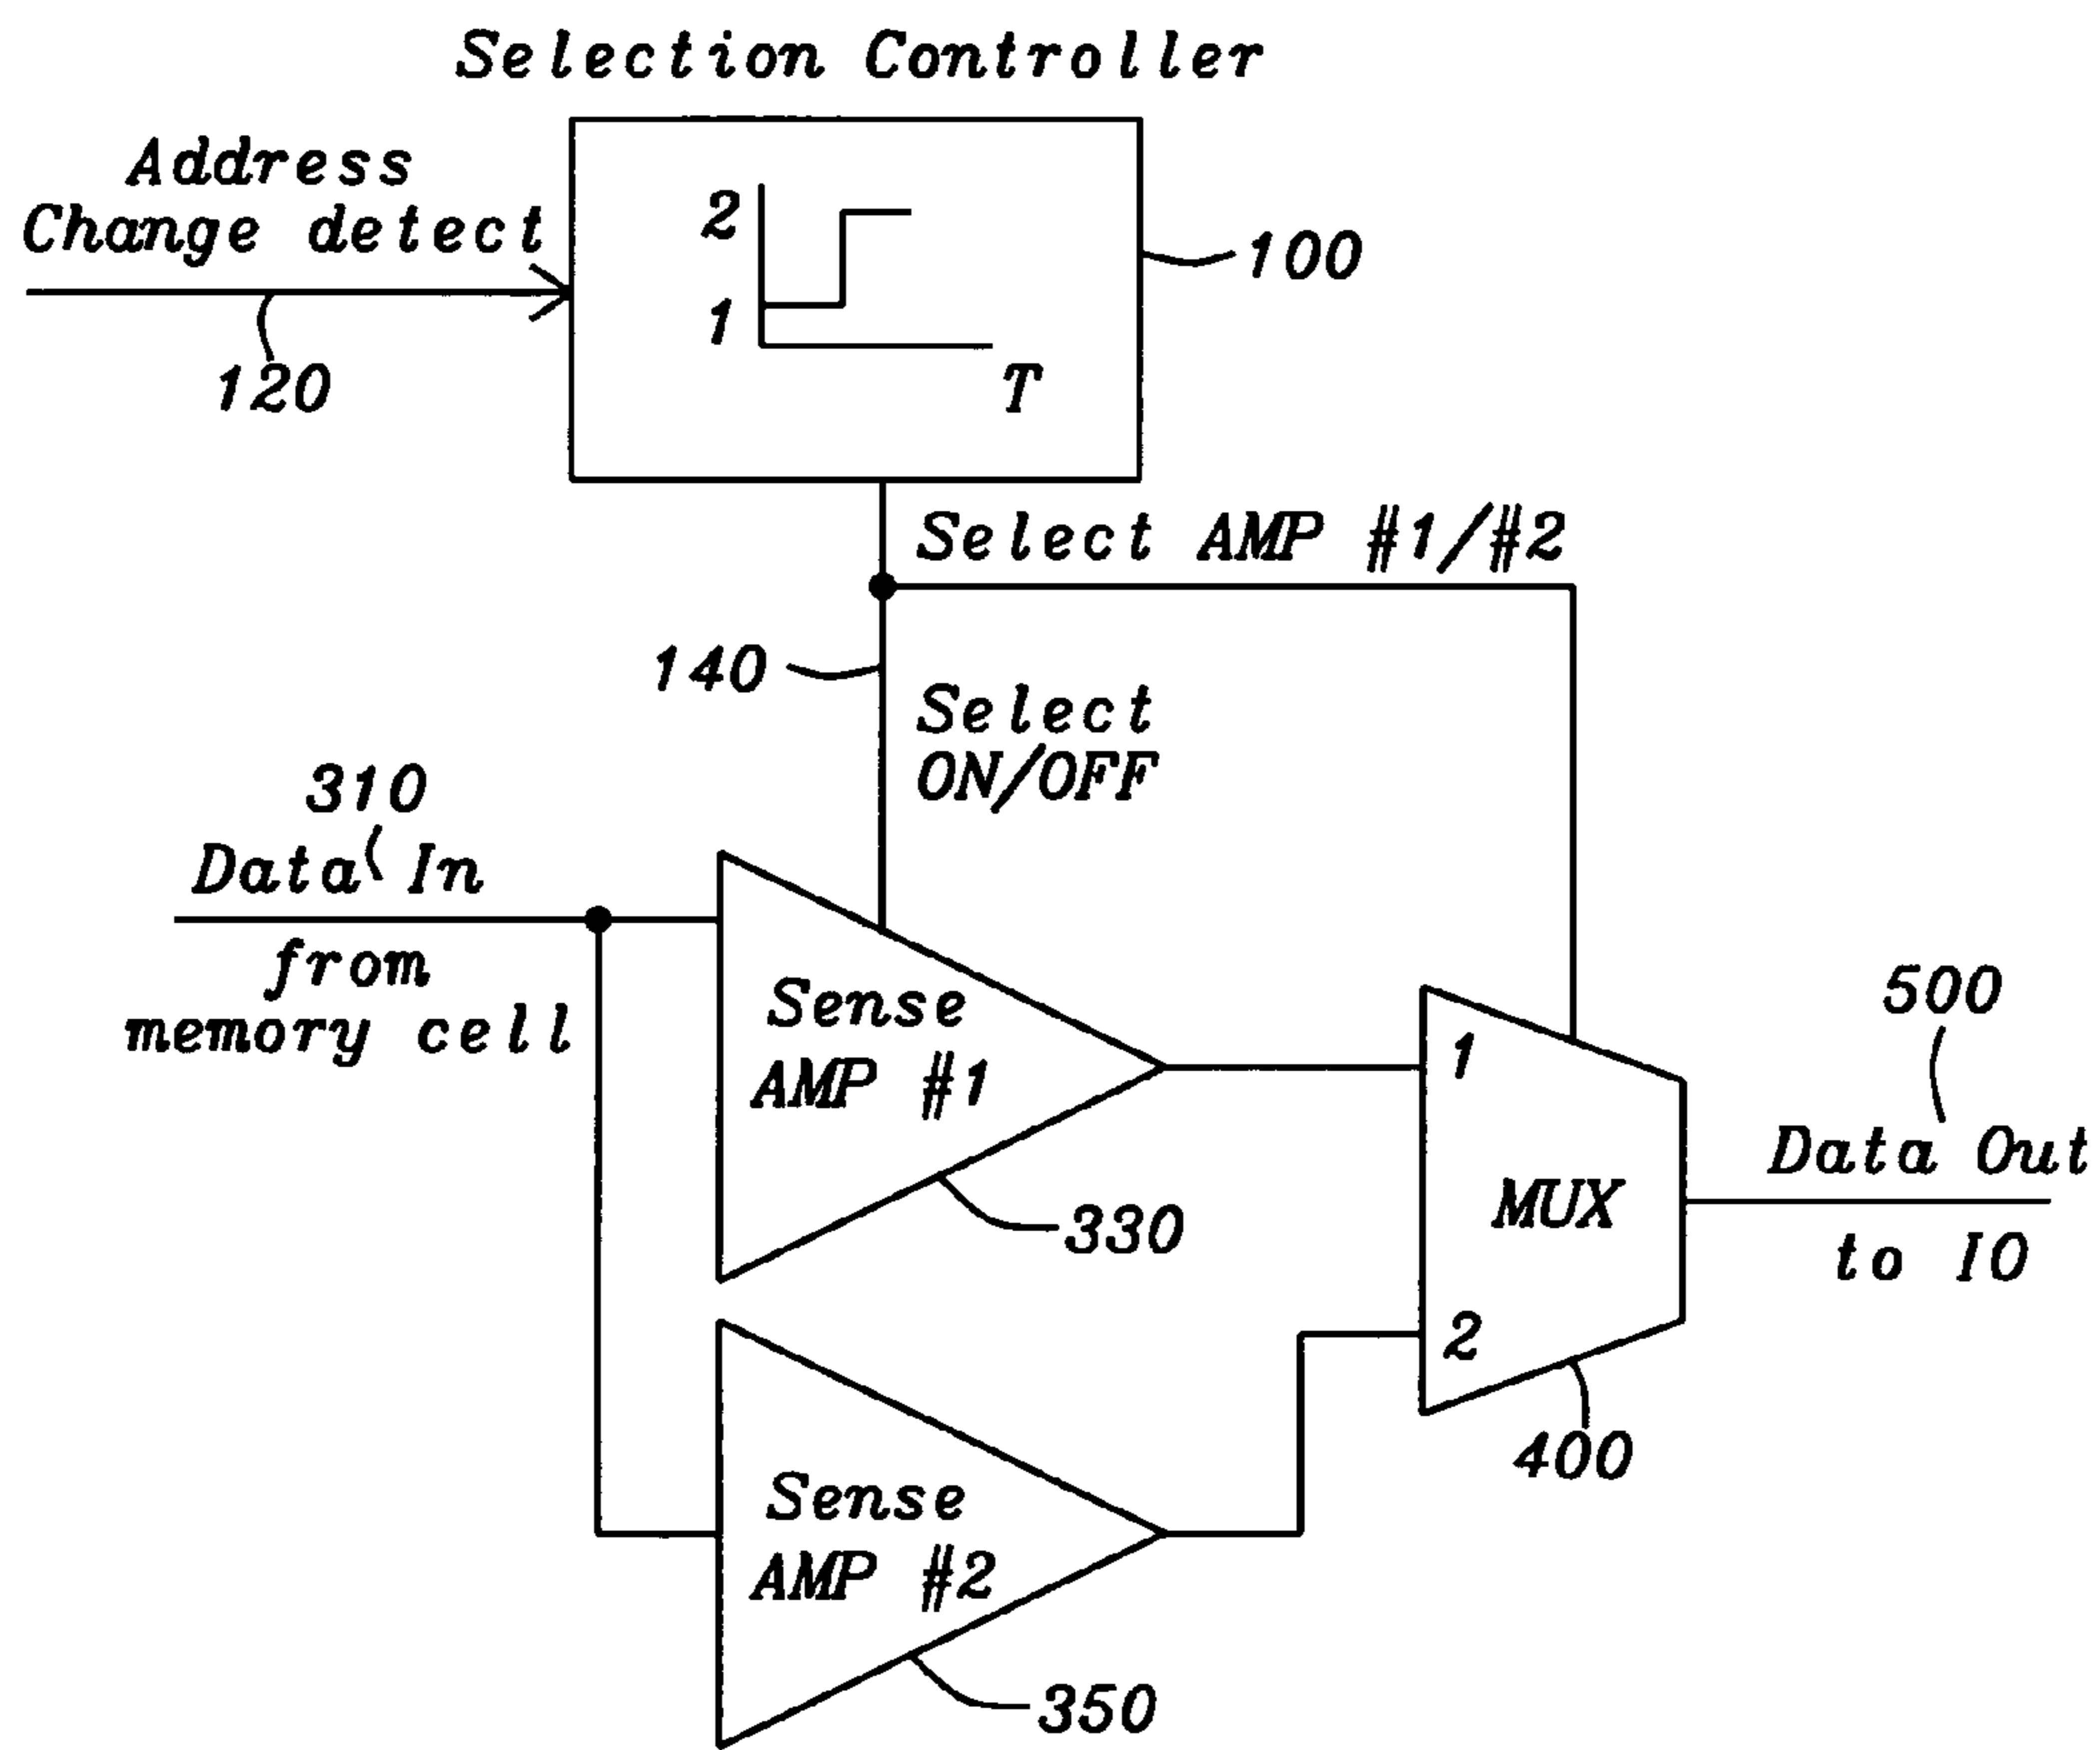 Selection Controller
Address
Change detect
120
2
1
T
100
Select AMP #1/#2
140
Select
ON/OFF
310
Data In
from
memory cell
Sense
AMP #1
330
1
MUX
2
400
500
Data Out
to IO
Sense
AMP #2
350